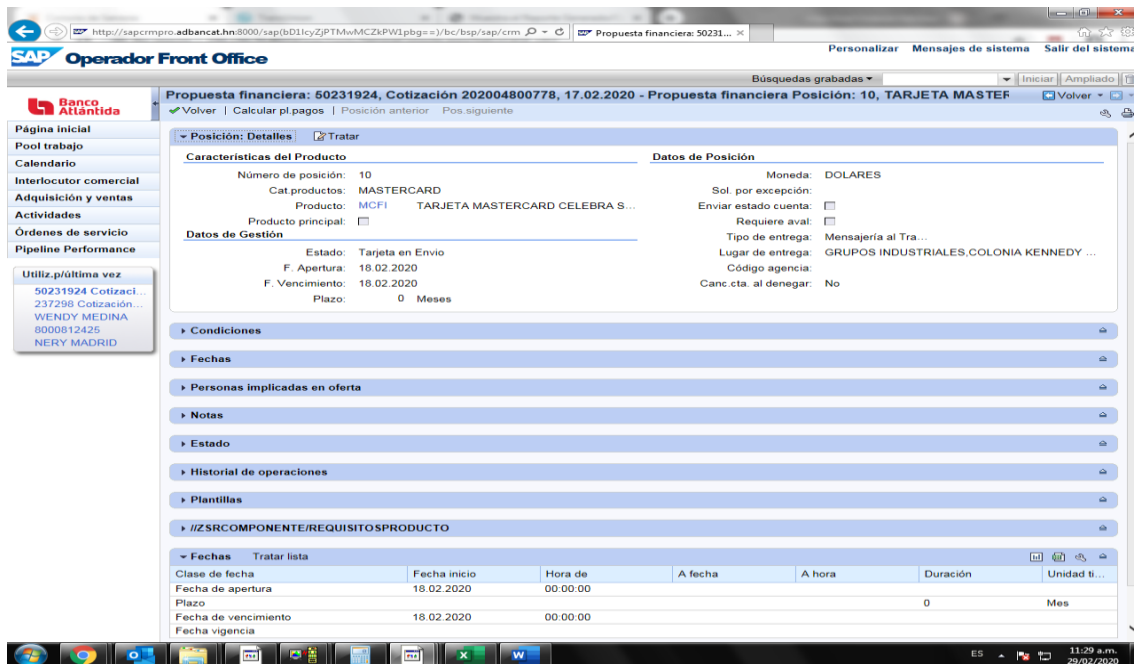 http://sapcrmpro.adbancat.hn:8000/sap(bD1lcyZjPTMwMCZkPW1pbg==)/bc/bsp/sap/crm
Propuesta financiera: 50231...
SAP Operador Front Office
Personalizar Mensajes de sistema Salir del sistema
Búsquedas grabadas Iniciar Ampliado
Banco Atlántida
Propuesta financiera: 50231924, Cotización 202004800778, 17.02.2020 - Propuesta financiera Posición: 10, TARJETA MASTER Volver
Volver | Calcular pl.pagos | Posición anterior Pos.siguiente
Página inicial
Pool trabajo
Calendario
Interlocutor comercial
Adquisición y ventas
Actividades
Órdenes de servicio
Pipeline Performance
Utiliz.p/última vez
50231924 Cotizaci...
237298 Cotización...
WENDY MEDINA
8000812425
NERY MADRID
Posición: Detalles Tratar
Características del Producto
Número de posición: 10
Cat.productos: MASTERCARD
Producto: MCFI TARJETA MASTERCARD CELEBRA S...
Producto principal:
Datos de Gestión
Estado: Tarjeta en Envio
F. Apertura: 18.02.2020
F. Vencimiento: 18.02.2020
Plazo: 0 Meses
Datos de Posición
Moneda: DOLARES
Sol. por excepción:
Enviar estado cuenta:
Requiere aval:
Tipo de entrega: Mensajería al Tra...
Lugar de entrega: GRUPOS INDUSTRIALES,COLONIA KENNEDY ...
Código agencia:
Canc.cta. al denegar: No
Condiciones
Fechas
Personas implicadas en oferta
Notas
Estado
Historial de operaciones
Plantillas
//ZSRCOMPONENTE/REQUISITOSPRODUCTO
Fechas Tratar lista
Clase de fecha Fecha inicio Hora de A fecha A hora Duración Unidad ti...
Fecha de apertura 18.02.2020 00:00:00
Plazo 0 Mes
Fecha de vencimiento 18.02.2020 00:00:00
Fecha vigencia
ES 11:29 a.m.
29/02/2020